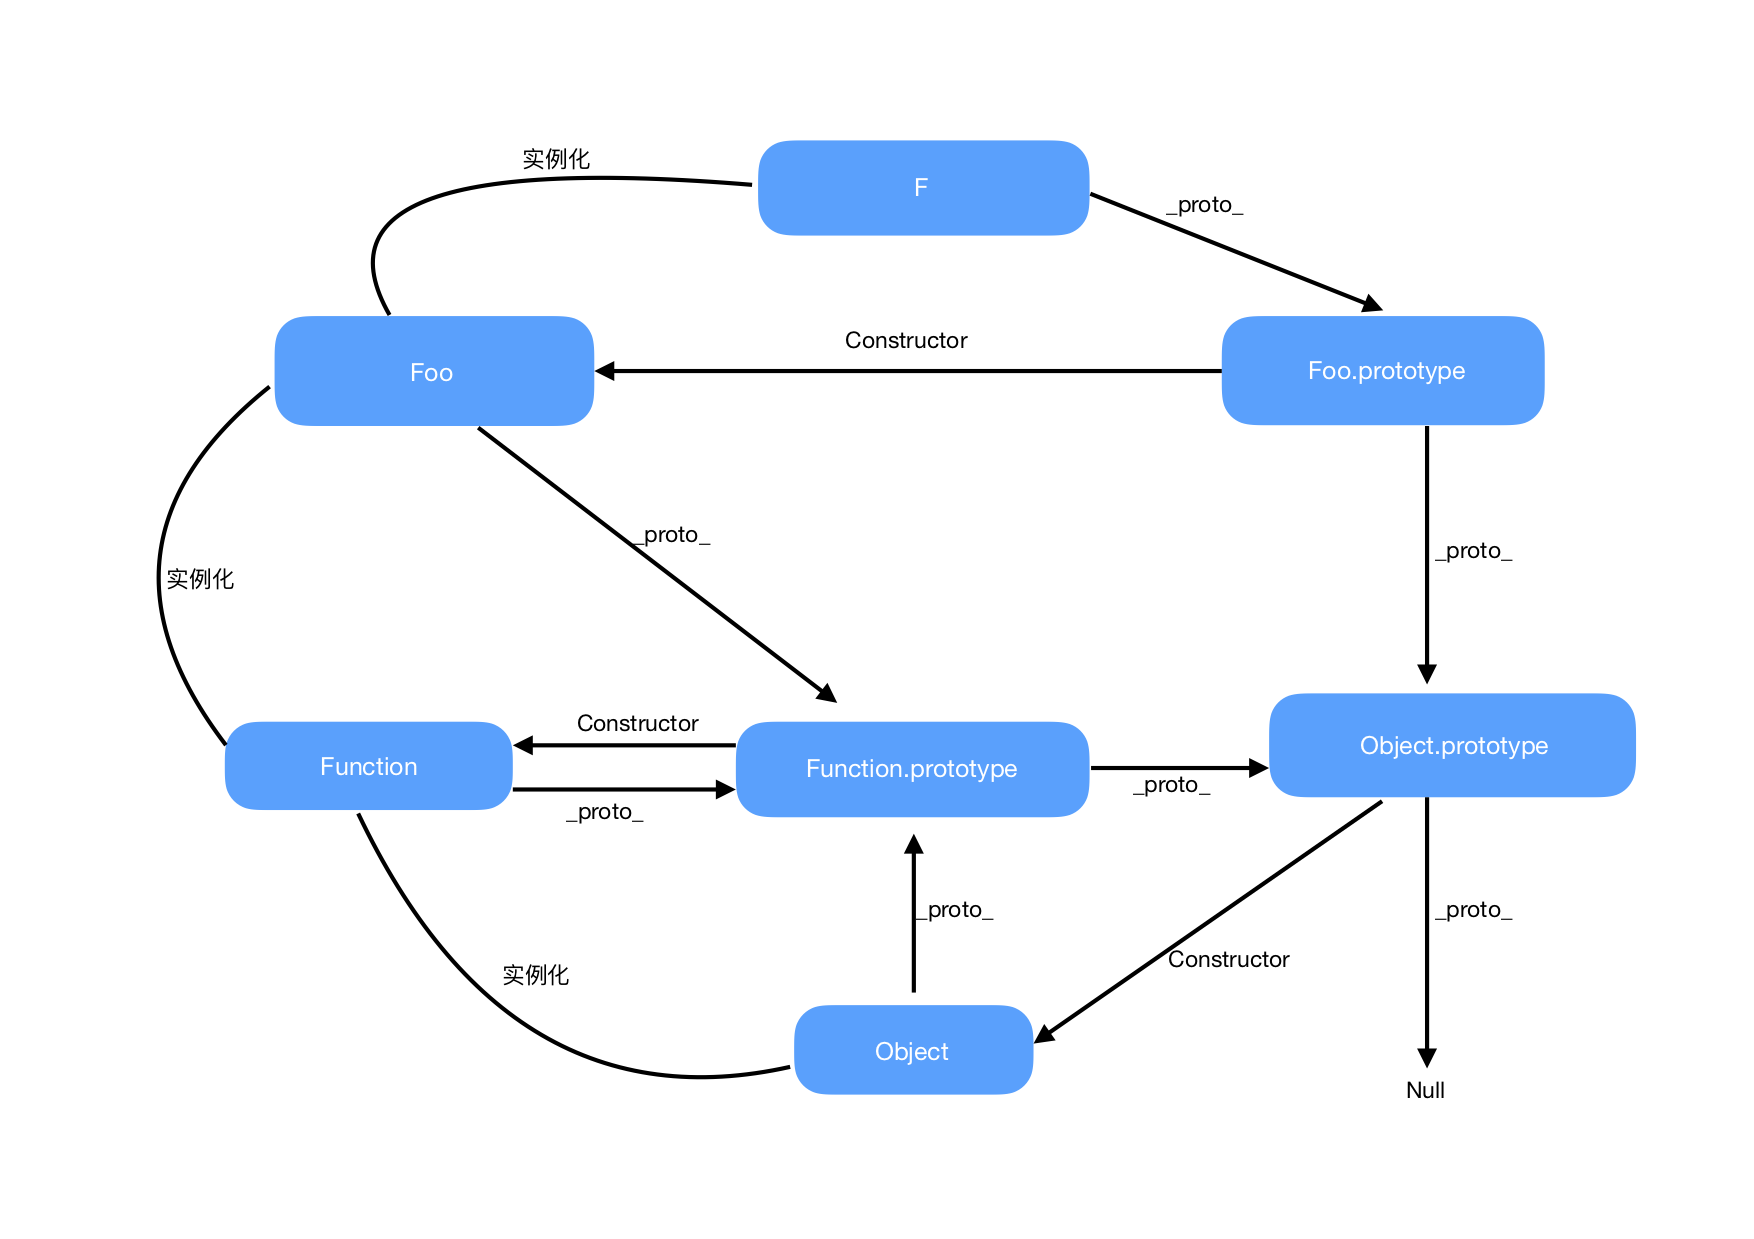 实例化
F
_proto_
Constructor
Foo
Foo.prototype
_proto_
_proto_
实例化
Constructor
Function
Function.prototype
Object.prototype
_proto_
_proto_
_proto_
_proto_
Constructor
实例化
Object
Null